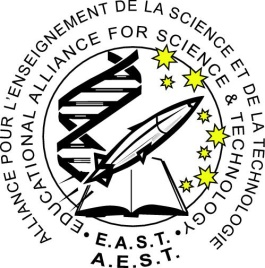 ALLIANCE POUR L'ENSEIGNEMENT DE LA SCIENCE ET DE LA TECHNOLOGIE
EDUCATIONAL ALLIANCE FOR SCIENCE & TECHNOLOGY
• E.A.S.T. •
A.E.S.T.